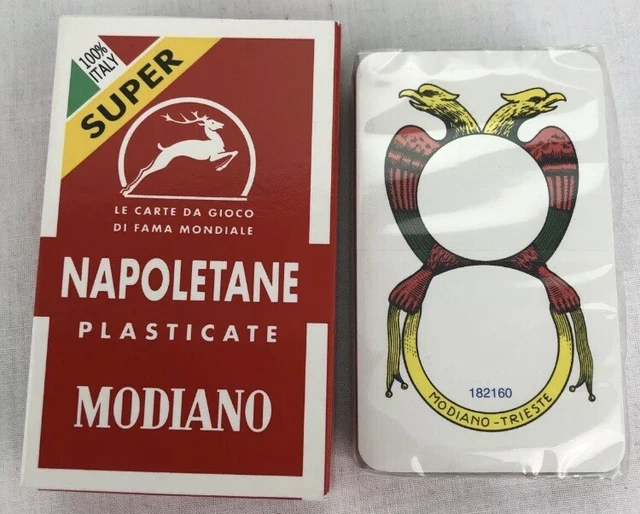 100%
ITALY
SUPER
LE CARTE DA GIOCO
DI FAMA MONDIALE
NAPOLETANE
PLASTICATE
MODIANO
182160
MODIANO-TRIESTE